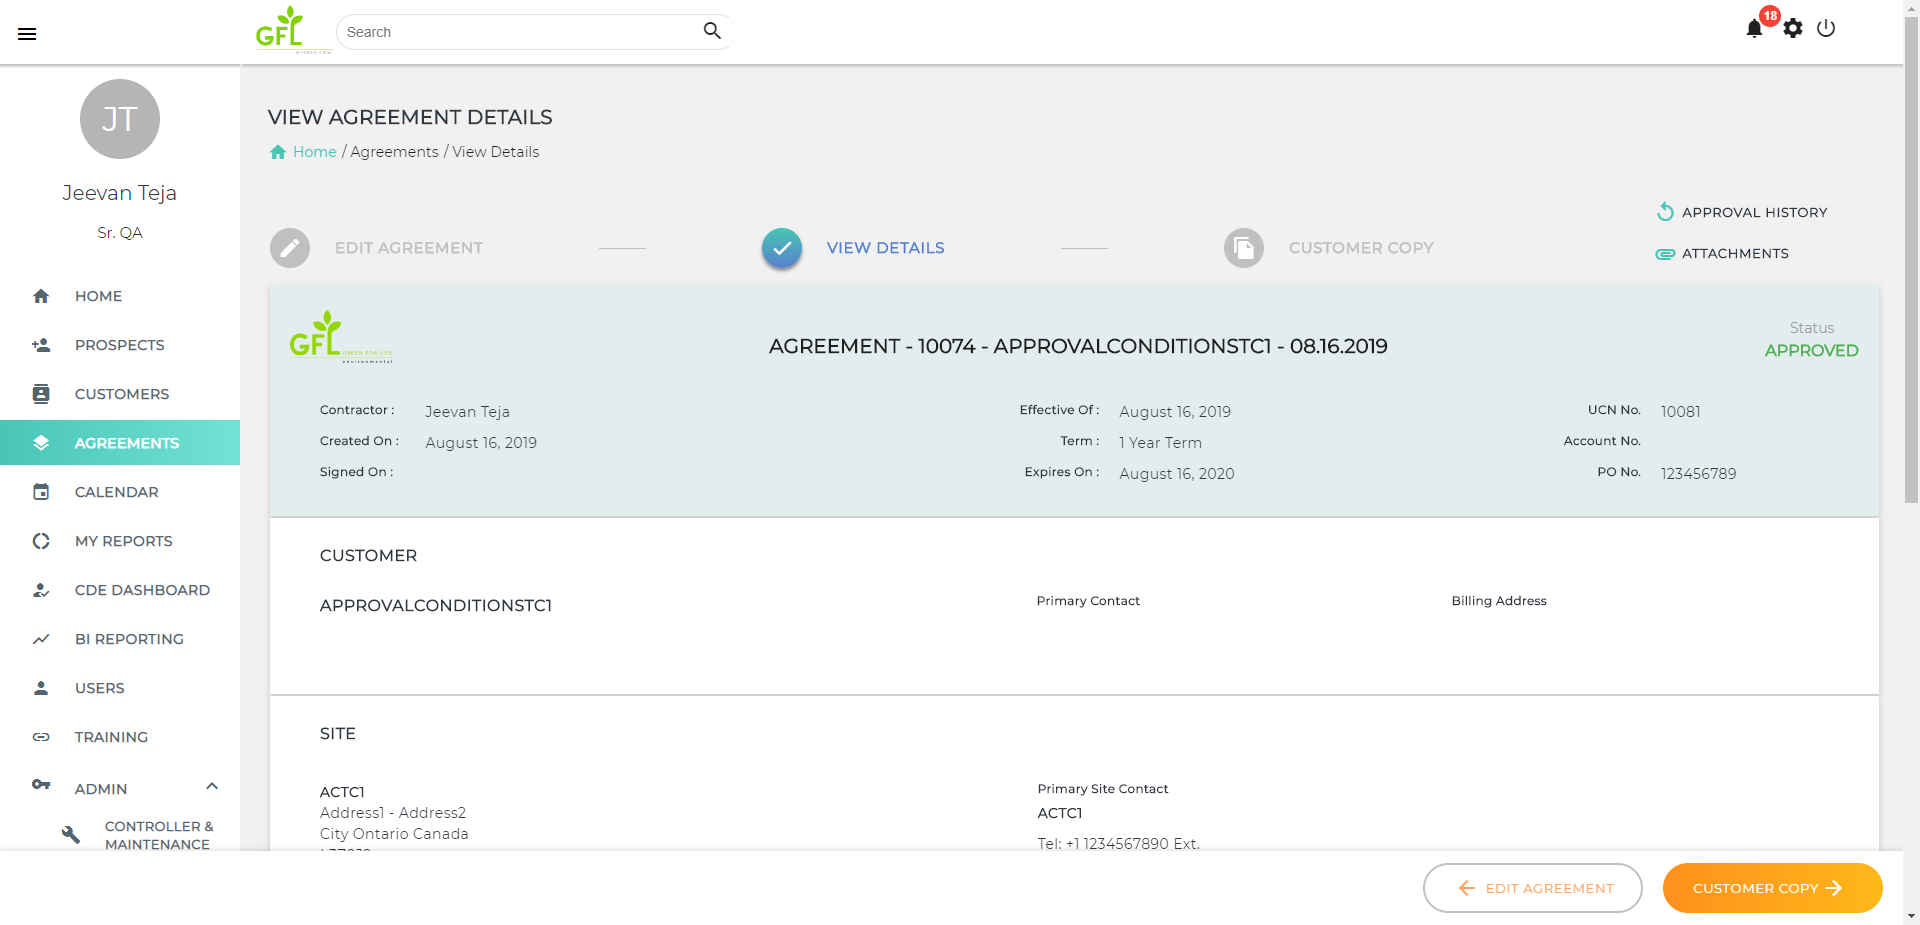 GFL
Search
18
JT
Jeevan Teja
Sr. QA
HOME
PROSPECTS
CUSTOMERS
AGREEMENTS
CALENDAR
MY REPORTS
CDE DASHBOARD
BI REPORTING
USERS
TRAINING
ADMIN
CONTROLLER &
MAINTENANCE
VIEW AGREEMENT DETAILS
Home / Agreements / View Details
EDIT AGREEMENT
VIEW DETAILS
CUSTOMER COPY
APPROVAL HISTORY
ATTACHMENTS
GFL GREEN FOR LIFE
environmental
AGREEMENT - 10074 - APPROVALCONDITIONSTC1 - 08.16.2019
Status
APPROVED
Contractor : Jeevan Teja
Created On : August 16, 2019
Signed On :
Effective Of : August 16, 2019
Term : 1 Year Term
Expires On : August 16, 2020
UCN No. 10081
Account No.
PO No. 123456789
CUSTOMER
APPROVALCONDITIONSTC1
Primary Contact
Billing Address
SITE
ACTC1
Address1 - Address2
City Ontario Canada
Primary Site Contact
ACTC1
Tel: +1 1234567890 Ext.
EDIT AGREEMENT
CUSTOMER COPY